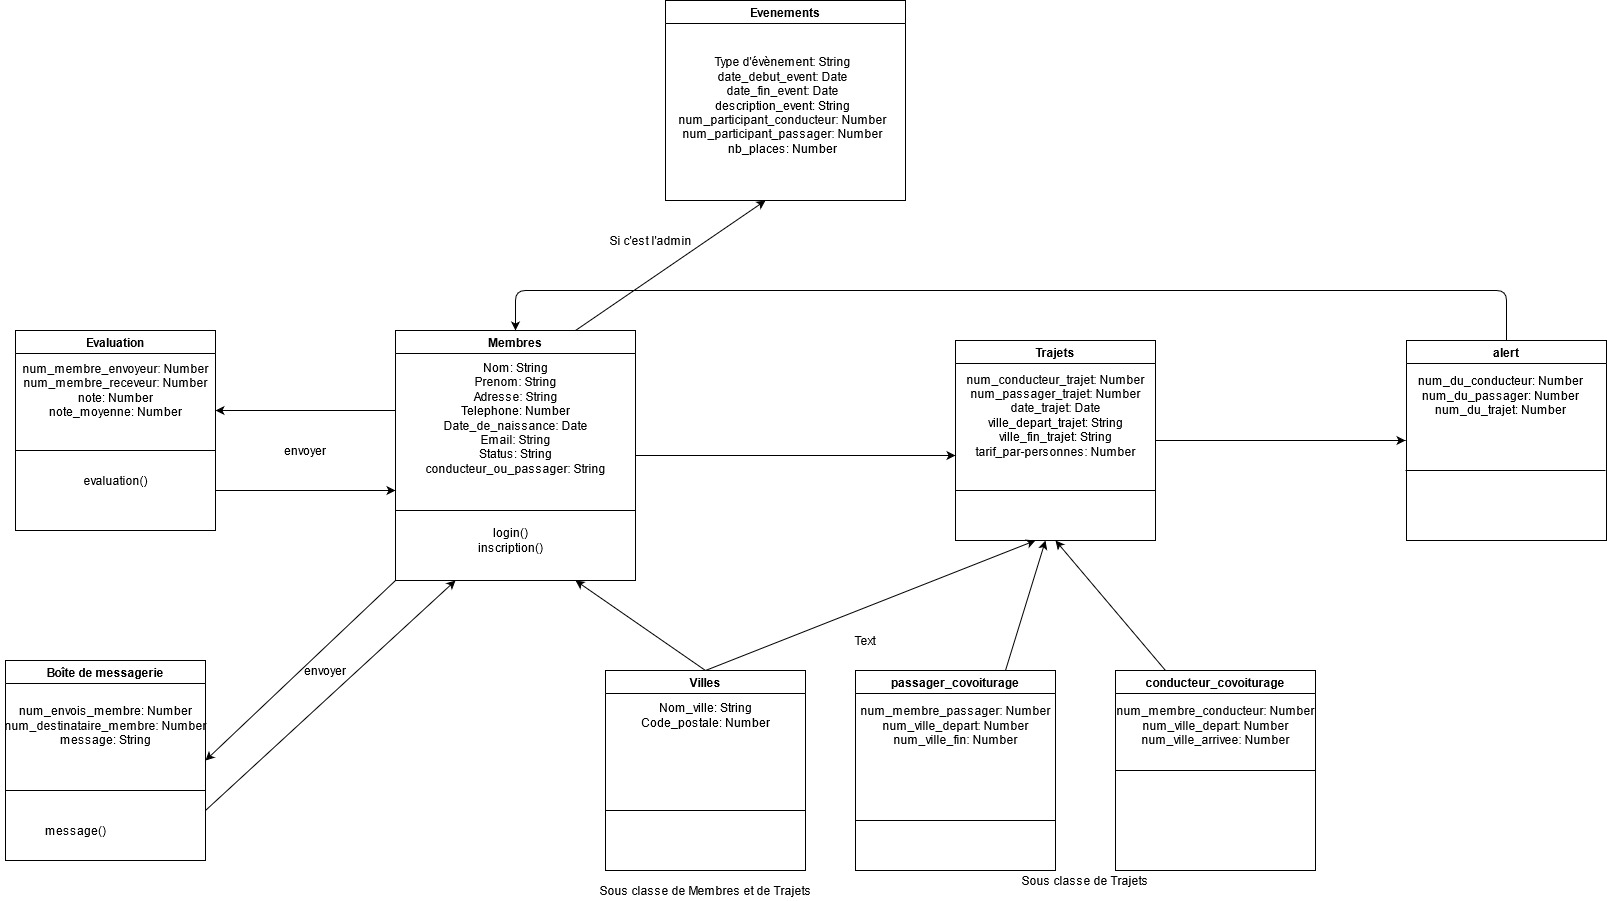 Evenements
Type d'évènement: String
date_debut_event: Date
date_fin_event: Date
description_event: String
num_participant_conducteur: Number
num_participant_passager: Number
nb_places: Number
Si c'est l'admin
Evaluation
num_membre_envoyeur: Number
num_membre_receveur: Number
note: Number
note_moyenne: Number
evaluation()
envoyer
Membres
Nom: String
Prenom: String
Adresse: String
Telephone: Number
Date_de_naissance: Date
Email: String
Status: String
conducteur_ou_passager: String
login()
inscription()
Trajets
num_conducteur_trajet: Number
num_passager_trajet: Number
date_trajet: Date
ville_depart_trajet: String
ville_fin_trajet: String
tarif_par-personnes: Number
alert
num_du_conducteur: Number
num_du_passager: Number
num_du_trajet: Number
Boîte de messagerie
num_envois_membre: Number
num_destinataire_membre: Number
message: String
message()
envoyer
Text
Villes
Nom_ville: String
Code_postale: Number
Sous classe de Membres et de Trajets
passager_covoiturage
num_membre_passager: Number
num_ville_depart: Number
num_ville_fin: Number
conducteur_covoiturage
num_membre_conducteur: Number
num_ville_depart: Number
num_ville_arrivee: Number
Sous classe de Trajets